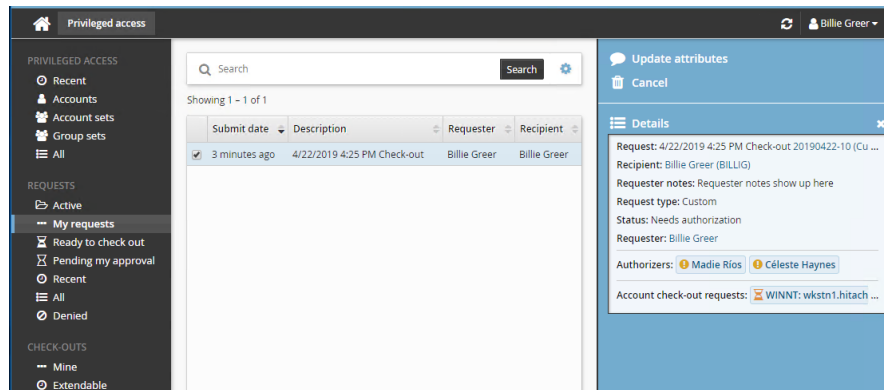 Privileged access
Billie Greer
PRIVILEGED ACCESS
Recent
Accounts
Account sets
Group sets
All
REQUESTS
Active
My requests
Ready to check out
Pending my approval
Recent
All
Denied
CHECK-OUTS
Mine
Extendable
Search Search
Showing 1 – 1 of 1
Submit date Description Requester Recipient
3 minutes ago 4/22/2019 4:25 PM Check-out Billie Greer Billie Greer
Update attributes
Cancel
Details
Request: 4/22/2019 4:25 PM Check-out 20190422-10 (Cu ...
Recipient: Billie Greer (BILLIG)
Requester notes: Requester notes show up here
Request type: Custom
Status: Needs authorization
Requester: Billie Greer
Authorizers: Madie Ríos Céleste Haynes
Account check-out requests: WINNT: wkstn1.hitach ...